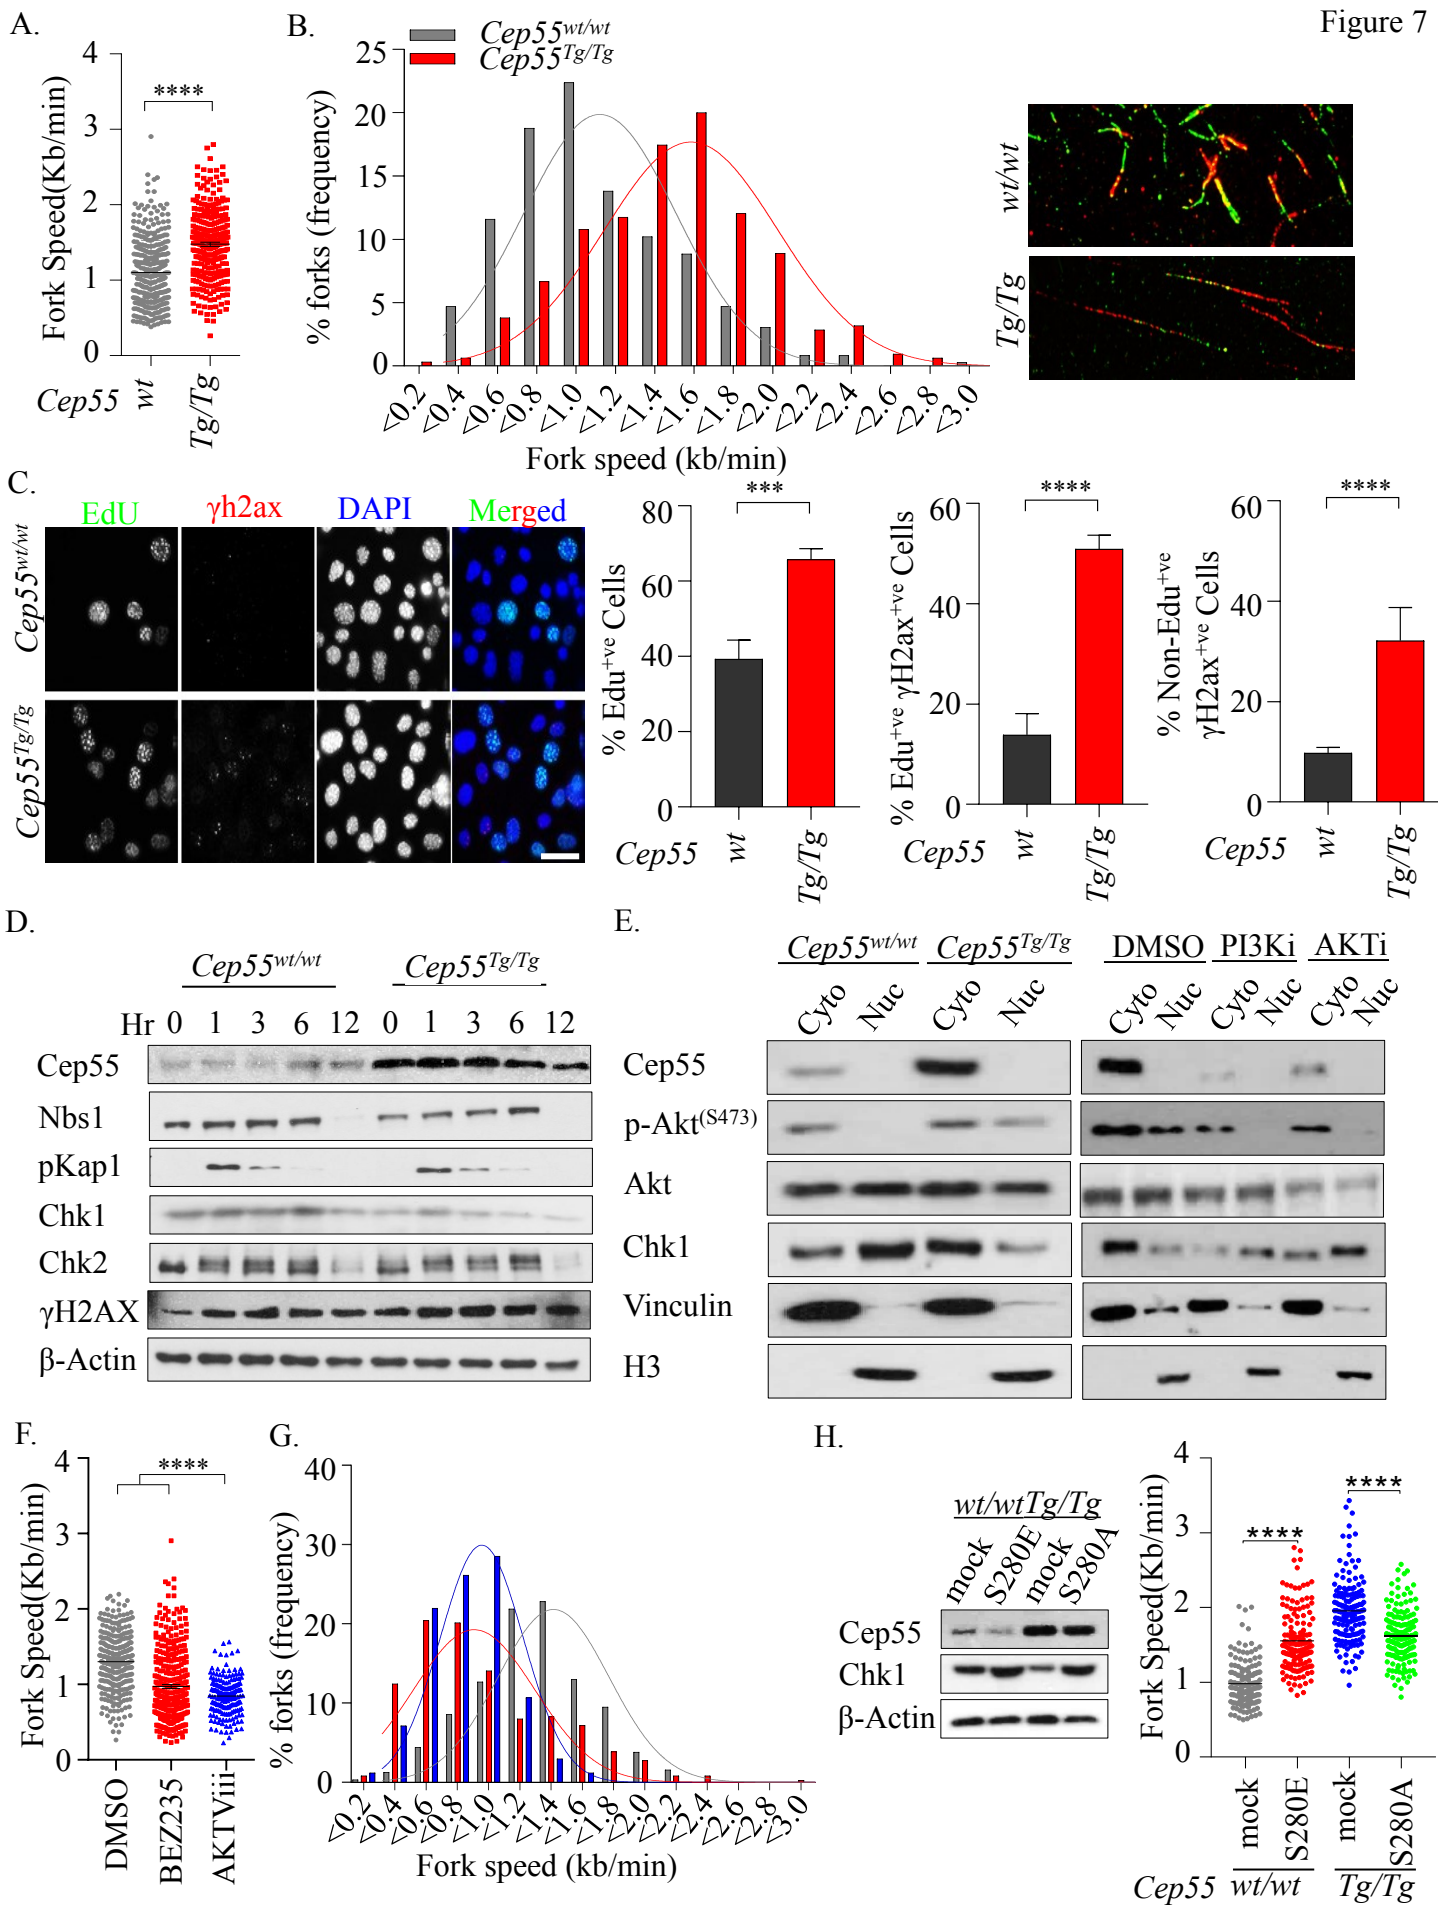 Figure 7
A.
Fork Speed(Kb/min)
4
3
2
1
0
****
Cep55
wt
Tg/Tg
B.
Cep55wt/wt
Cep55Tg/Tg
% forks (frequency)
25
20
15
10
5
0
<0.2
<0.4
<0.6
<0.8
<1.0
<1.2
<1.4
<1.6
<1.8
<2.0
<2.2
<2.4
<2.6
<2.8
<3.0
Fork speed (kb/min)
wt/wt
Tg/Tg
C.
EdU
γh2ax
DAPI
Merged
Cep55wt/wt
Cep55Tg/Tg
% Edu+ve Cells
80
60
40
20
0
***
Cep55
wt
Tg/Tg
% Edu+ve γH2ax+ve Cells
60
40
20
0
****
Cep55
wt
Tg/Tg
% Non-Edu+ve
γH2ax+ve Cells
60
40
20
0
****
Cep55
wt
Tg/Tg
D.
Cep55wt/wt
Cep55Tg/Tg
Hr 0 1 3 6 12 0 1 3 6 12
Cep55
Nbs1
pKap1
Chk1
Chk2
γH2AX
β-Actin
E.
Cep55wt/wt
Cep55Tg/Tg
DMSO PI3Ki AKTi
Cyto Nuc Cyto Nuc Cyto Nuc Cyto Nuc Cyto Nuc
Cep55
p-Akt(S473)
Akt
Chk1
Vinculin
H3
F.
Fork Speed(Kb/min)
4
3
2
1
0
****
DMSO
BEZ235
AKTViii
G.
% forks (frequency)
40
30
20
10
0
<0.2
<0.4
<0.6
<0.8
<1.0
<1.2
<1.4
<1.6
<1.8
<2.0
<2.2
<2.4
<2.6
<2.8
<3.0
Fork speed (kb/min)
H.
wt/wt Tg/Tg
mock S280E mock S280A
Cep55
Chk1
β-Actin
Fork Speed(Kb/min)
4
3
2
1
0
****
****
mock
S280E
mock
S280A
Cep55 wt/wt Tg/Tg